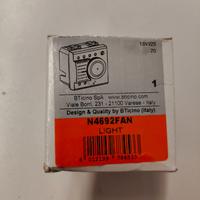 1
BTicino SpA www.bticino.com
Viale Borri, 231 - 21100 Varese - Italy
Design & Quality by BTicino (Italy)
N4692FAN
LIGHT